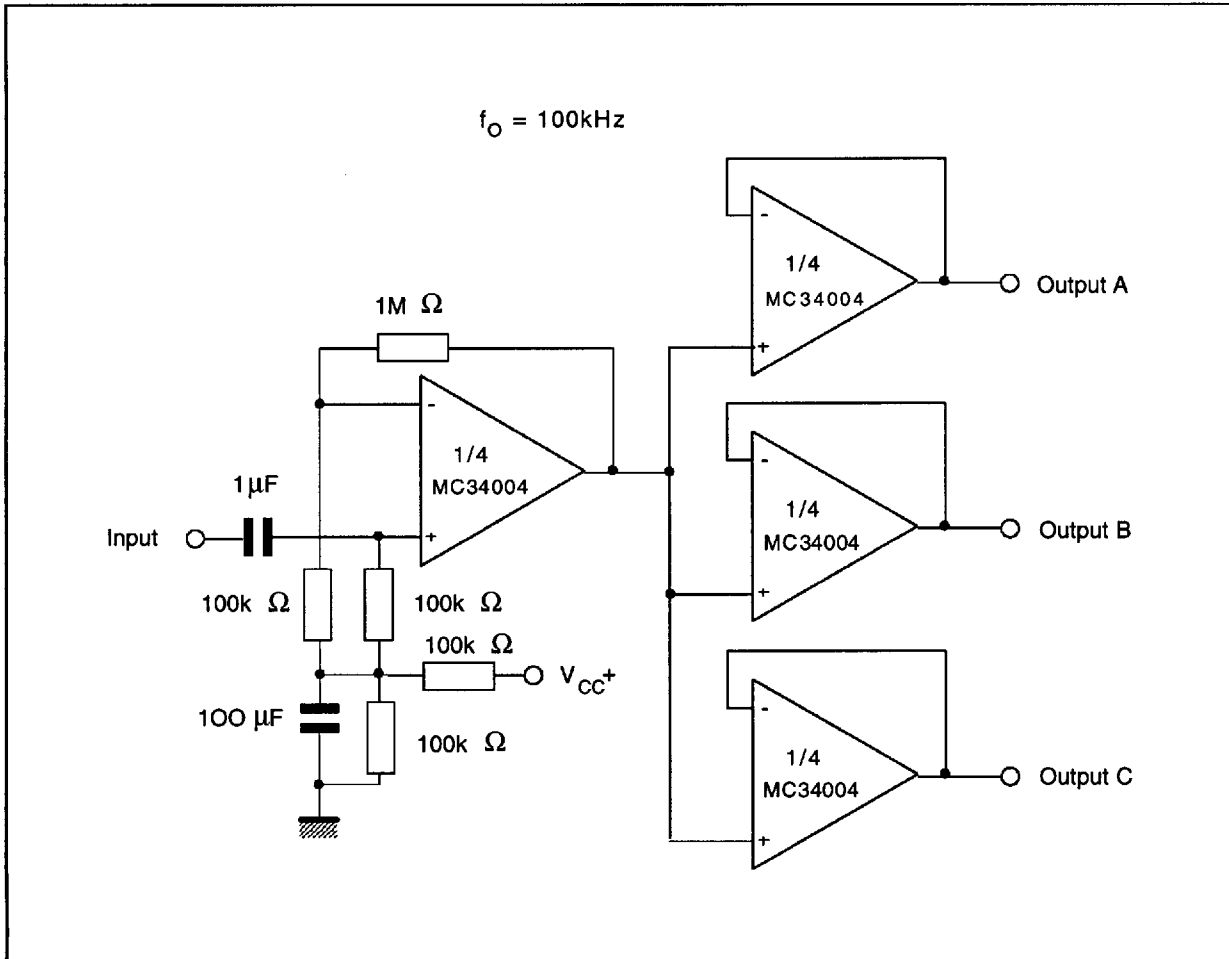 fO = 100kHz
1/4
MC34004
-
+
Output A
1M Ω
-
+
1/4
MC34004
1µF
Input
100k Ω
100k Ω
100k Ω
VCC+
100 µF
100k Ω
-
+
1/4
MC34004
Output B
-
+
1/4
MC34004
Output C